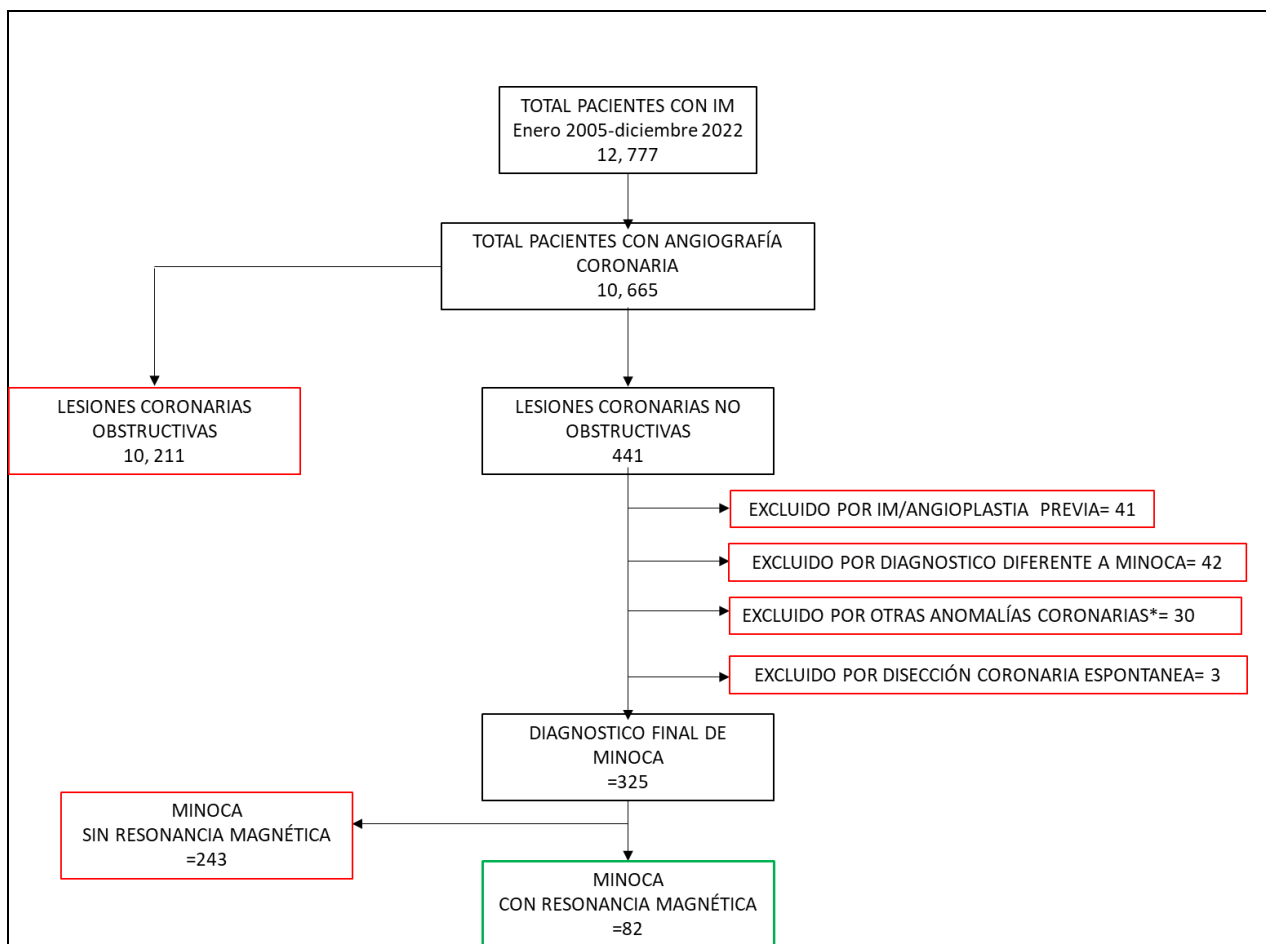 TOTAL PACIENTES CON IM
Enero 2005-diciembre 2022
12, 777
TOTAL PACIENTES CON ANGIOGRAFÍA
CORONARIA
10, 665
LESIONES CORONARIAS
OBSTRUCTIVAS
10, 211
LESIONES CORONARIAS NO
OBSTRUCTIVAS
441
EXCLUIDO POR IM/ANGIOPLASTIA PREVIA= 41
EXCLUIDO POR DIAGNOSTICO DIFERENTE A MINOCA= 42
EXCLUIDO POR OTRAS ANOMALÍAS CORONARIAS*= 30
EXCLUIDO POR DISECCIÓN CORONARIA ESPONTANEA= 3
DIAGNOSTICO FINAL DE
MINOCA
=325
MINOCA
SIN RESONANCIA MAGNÉTICA
=243
MINOCA
CON RESONANCIA MAGNÉTICA
=82